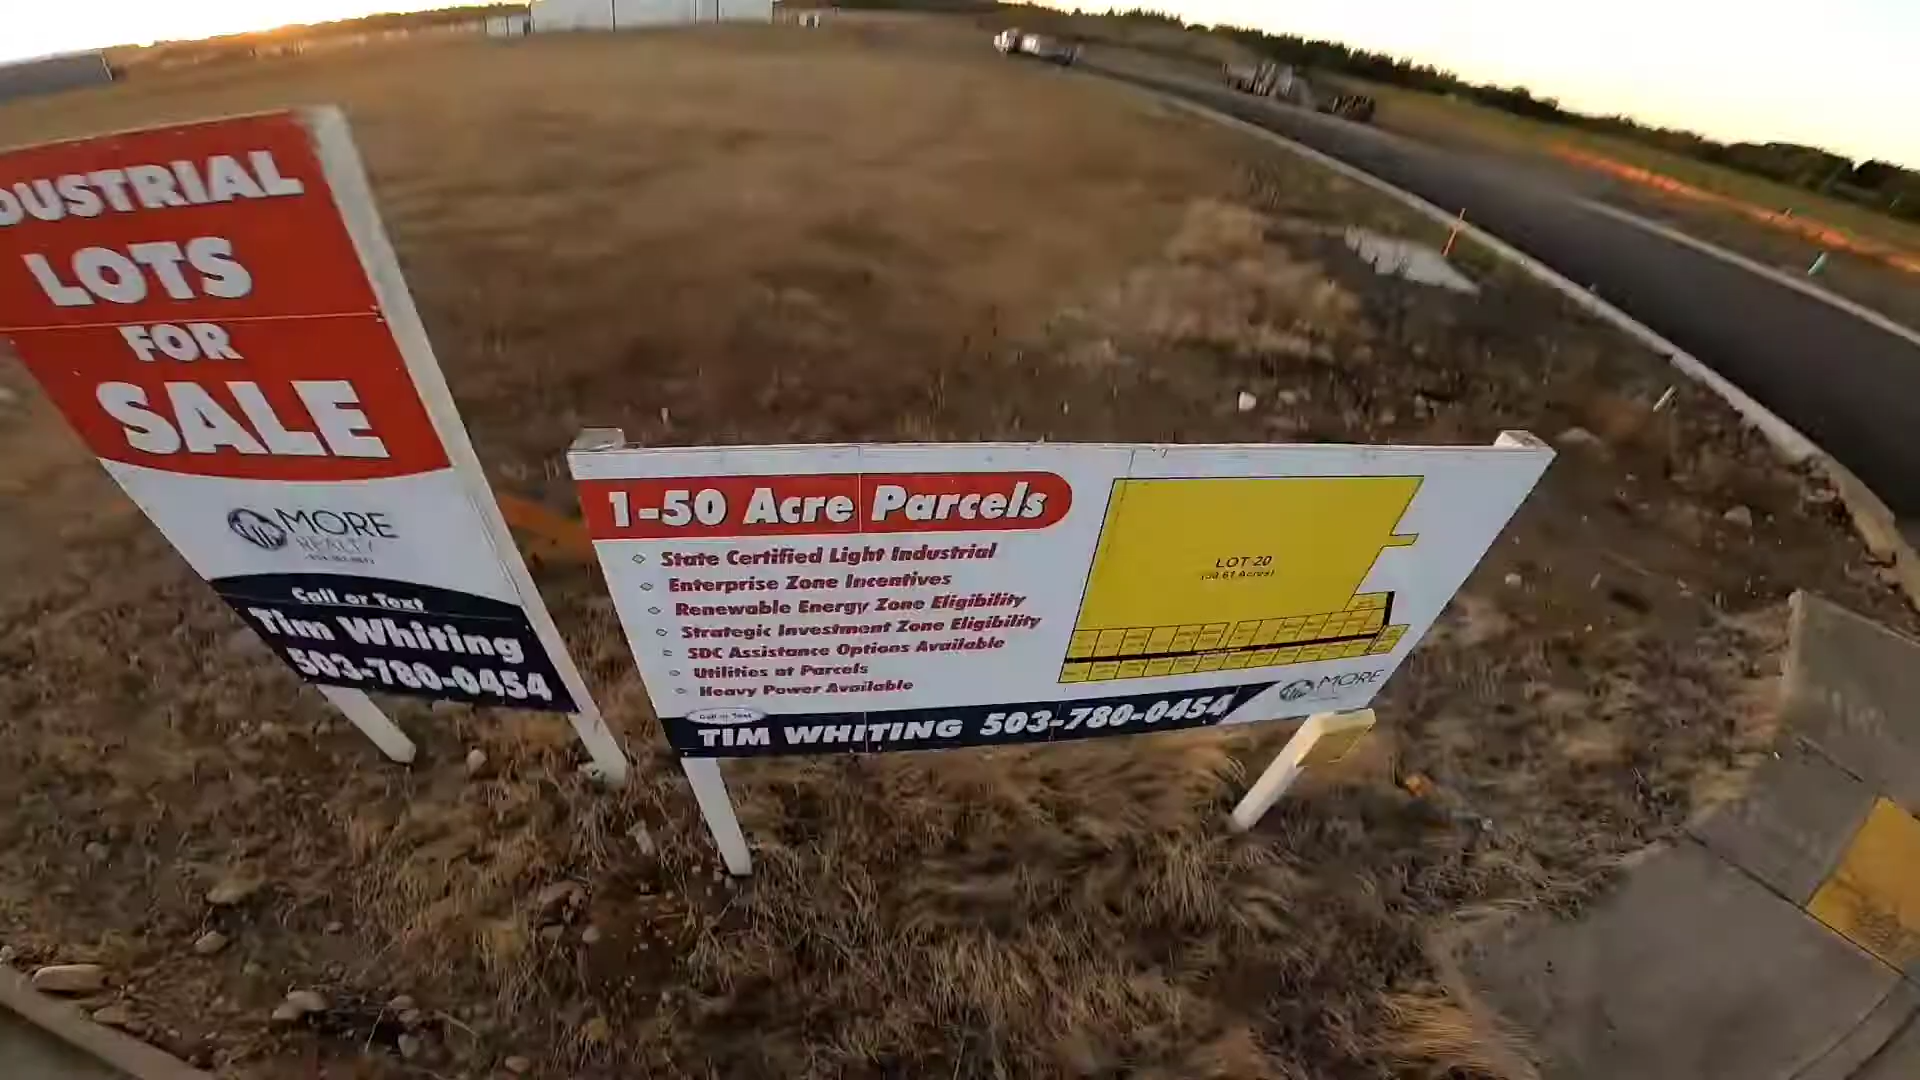 DUSTRIAL
LOTS
FOR
SALE
MORE
REALTY
Call or Text
Tim Whiting
503-780-0454
1-50 Acre Parcels
State Certified Light Industrial
Enterprise Zone Incentives
Renewable Energy Zone Eligibility
Strategic Investment Zone Eligibility
SDC Assistance Options Available
Utilities at Parcels
Heavy Power Available
LOT 20
Call or Text
TIM WHITING 503-780-0454
MORE